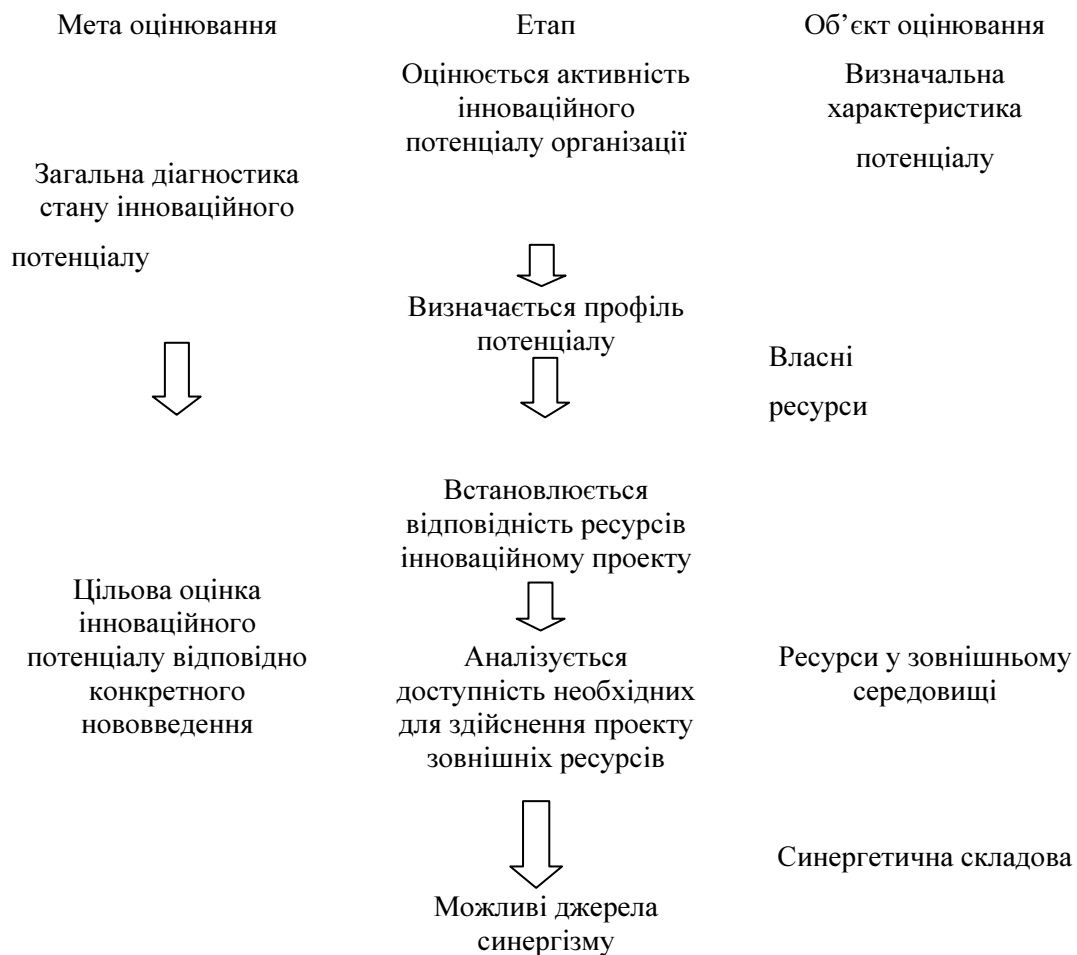 Мета оцінювання
Етап
Об’єкт оцінювання
Оцінюється активність
інноваційного
потенціалу організації
Визначальна
характеристика
потенціалу
Загальна діагностика
стану інноваційного
потенціалу
Визначається профіль
потенціалу
Власні
ресурси
Встановлюється
відповідність ресурсів
інноваційному проекту
Цільова оцінка
інноваційного
потенціалу відповідно
конкретного
нововведення
Аналізується
доступність необхідних
для здійснення проекту
зовнішніх ресурсів
Ресурси у зовнішньому
середовищі
Синергетична складова
Можливі джерела
синергізму